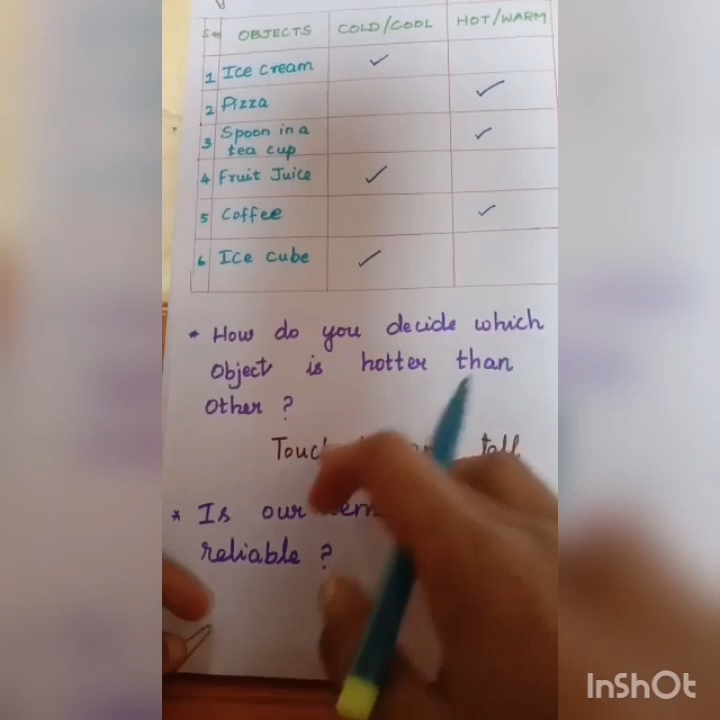 S.no OBJECTS COLD/COOL HOT/WARM
1 Ice cream ✓
2 Pizza ✓
3 Spoon in a
tea cup ✓
4 Fruit Juice ✓
5 Coffee ✓
6 Ice cube ✓
* How do you decide which
object is hotter than
other ?
tell
* Is our
reliable ?
InShOt